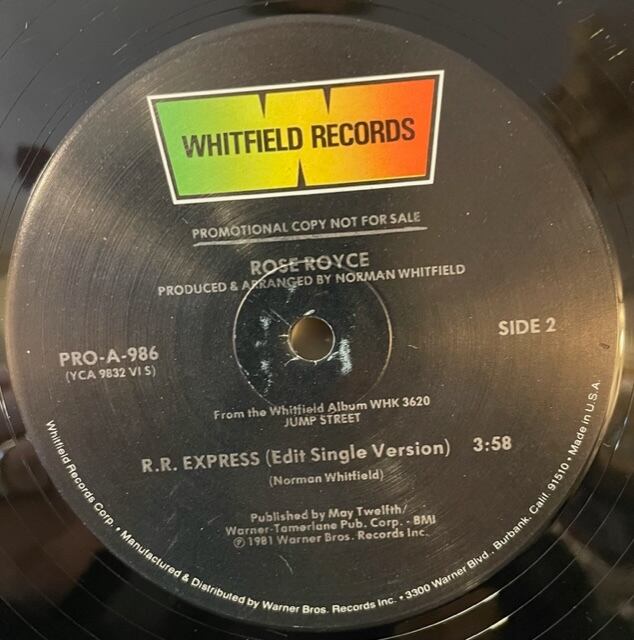 WHITFIELD RECORDS
PROMOTIONAL COPY NOT FOR SALE
ROSE ROYCE
PRODUCED & ARRANGED BY NORMAN WHITFIELD
SIDE 2
PRO-A-986
(YCA 9832 VI S)
From the Whitfield Album WHK 3620
JUMP STREET
R.R. EXPRESS (Edit Single Version) 3:58
(Norman Whitfield)
Published by May Twelfth/
Warner-Tamerlane Pub. Corp. - BMI
℗ 1981 Warner Bros. Records Inc.
Whitfield Records Corp. • Manufactured & Distributed by Warner Bros. Records Inc. • 3300 Warner Blvd., Burbank, Calif. 91510 • Made in U.S.A.